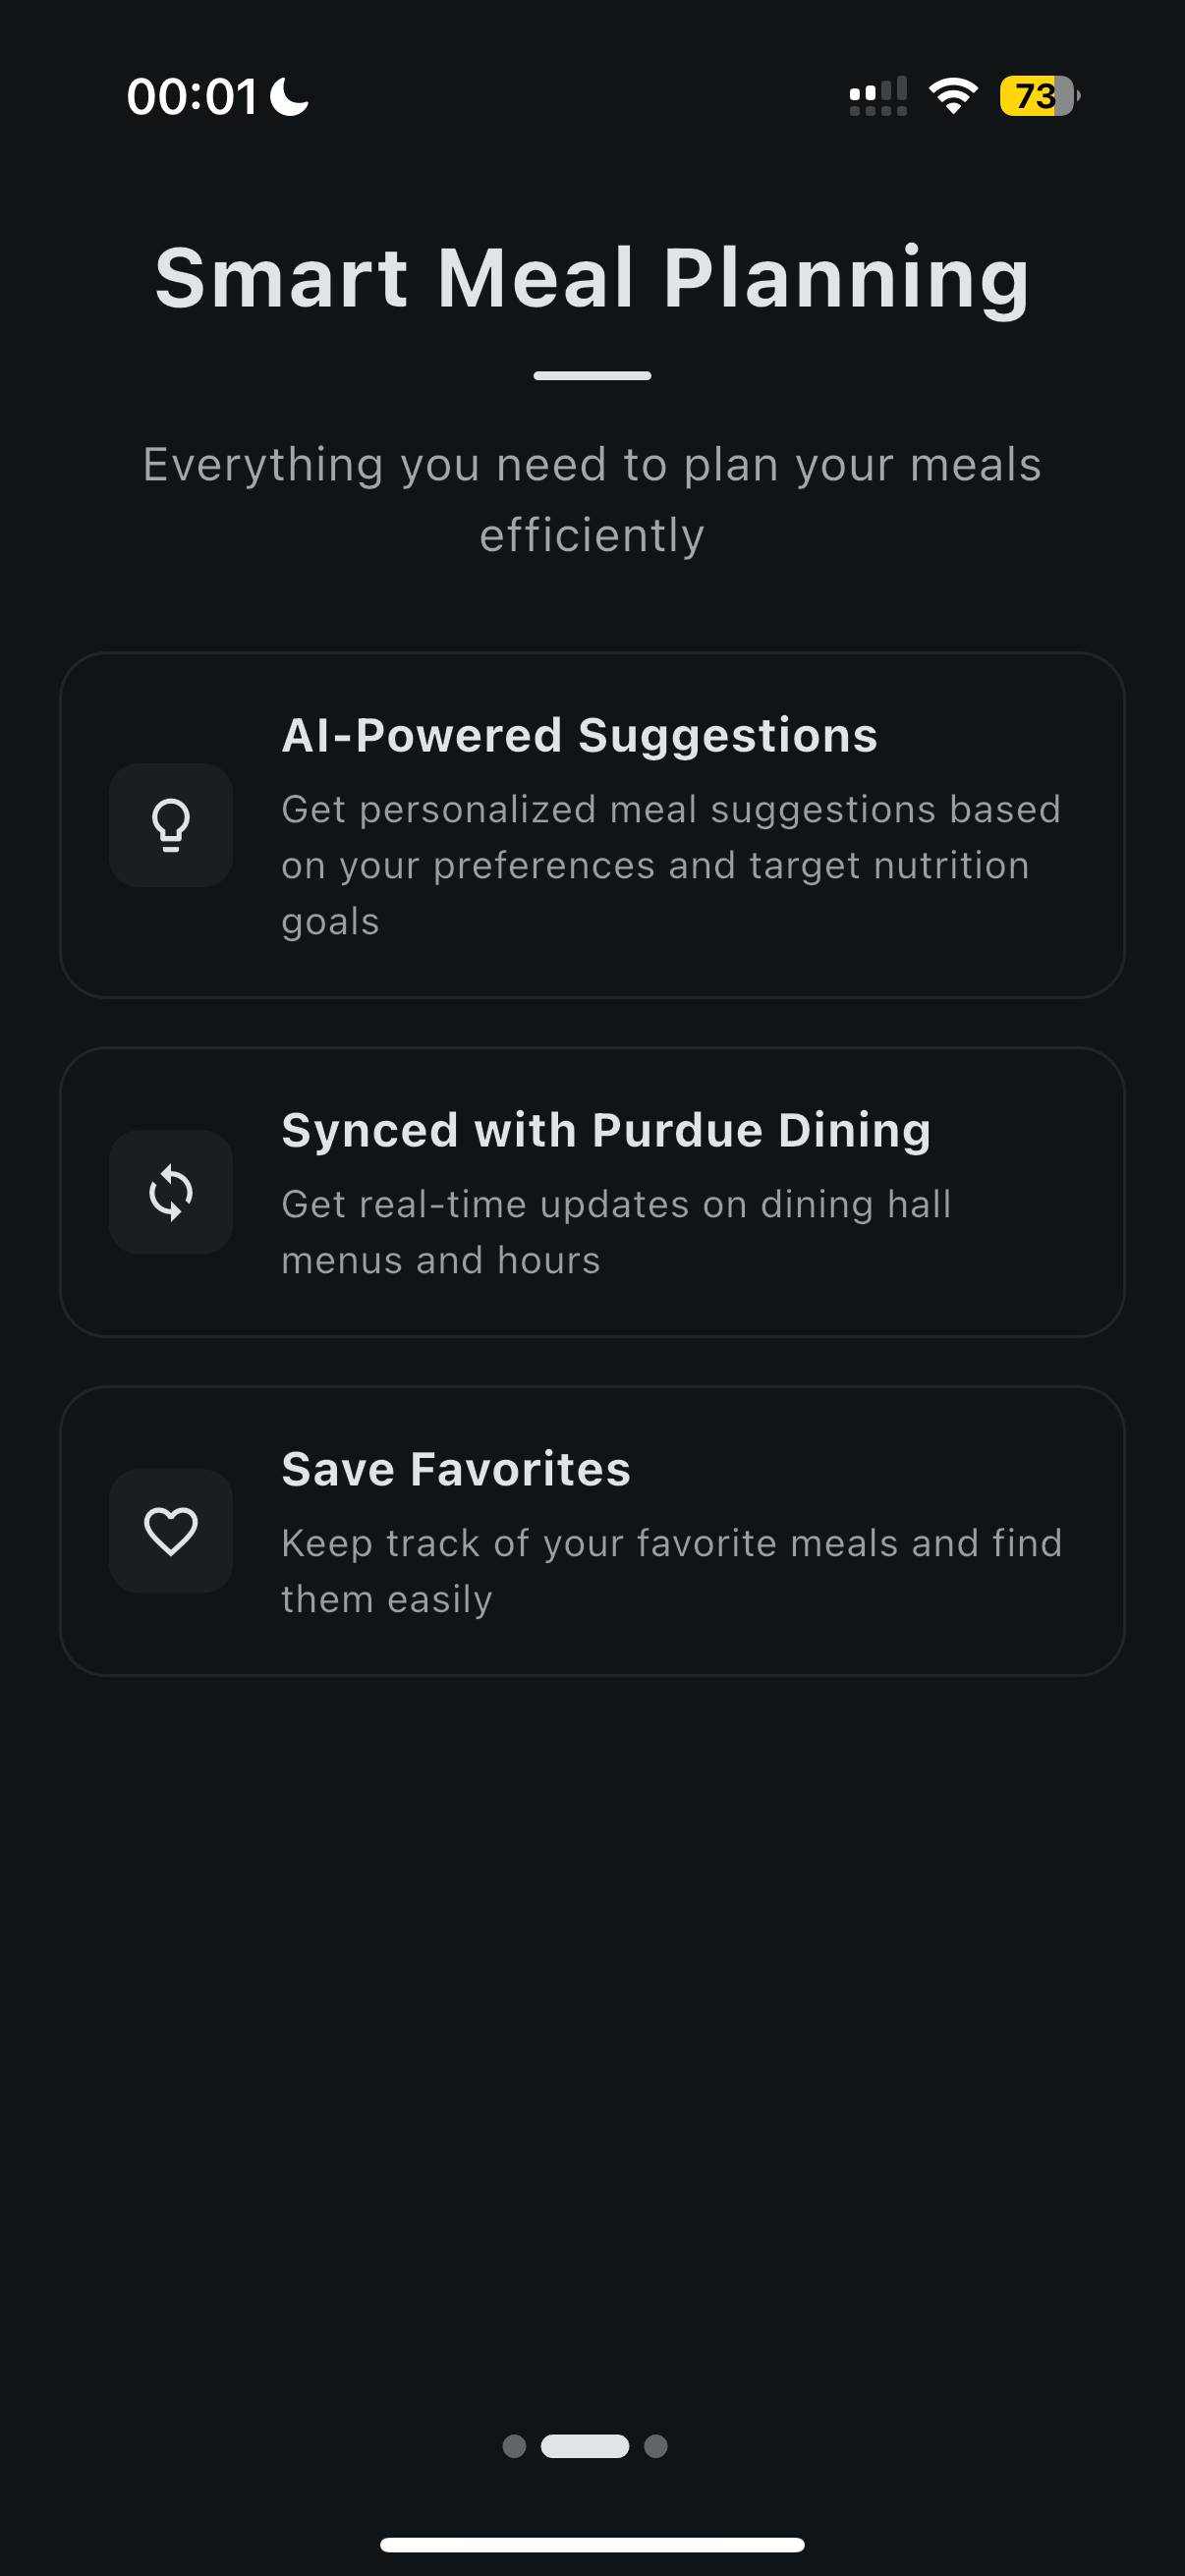 00:01
73
Smart Meal Planning
Everything you need to plan your meals
efficiently
AI-Powered Suggestions
Get personalized meal suggestions based
on your preferences and target nutrition
goals
Synced with Purdue Dining
Get real-time updates on dining hall
menus and hours
Save Favorites
Keep track of your favorite meals and find
them easily